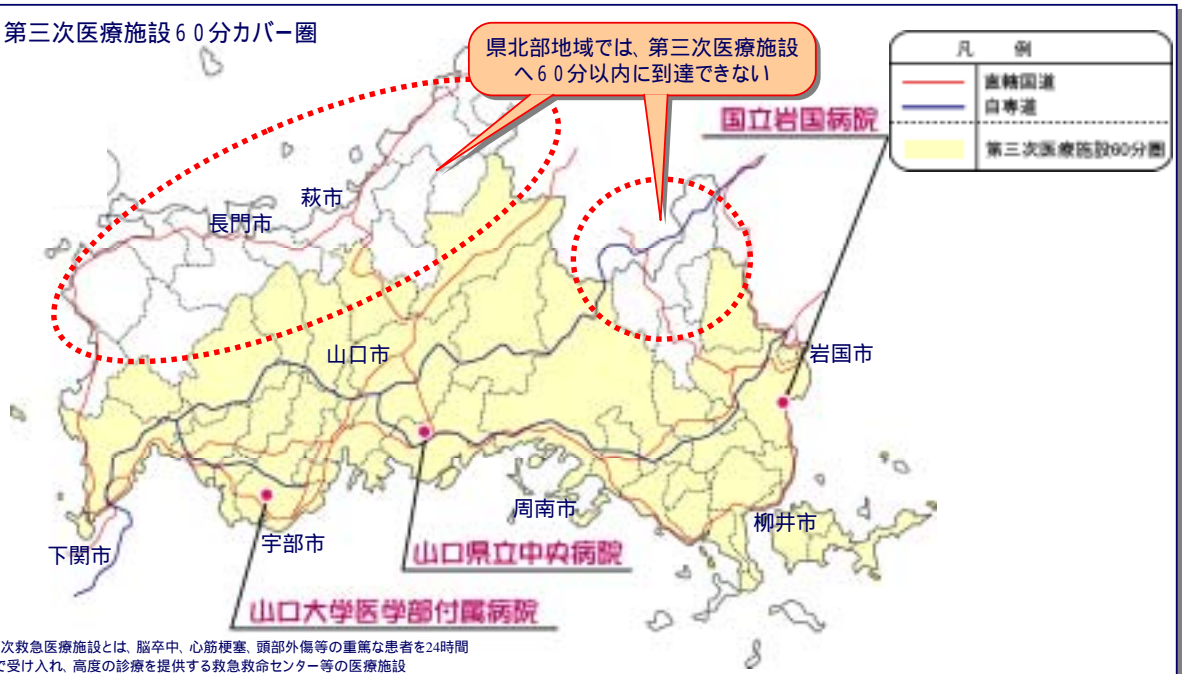 第三次医療施設60分カバー圏
県北部地域では、第三次医療施設
へ60分以内に到達できない
凡 例
直轄国道
自専道
第三次医療施設60分圏
国立岩国病院
萩市
長門市
山口市
岩国市
周南市
柳井市
宇部市
下関市
山口県立中央病院
山口大学医学部付属病院
次救急医療施設とは、脳卒中、心筋梗塞、頭部外傷等の重篤な患者を24時間
で受け入れ、高度の診療を提供する救急救命センター等の医療施設